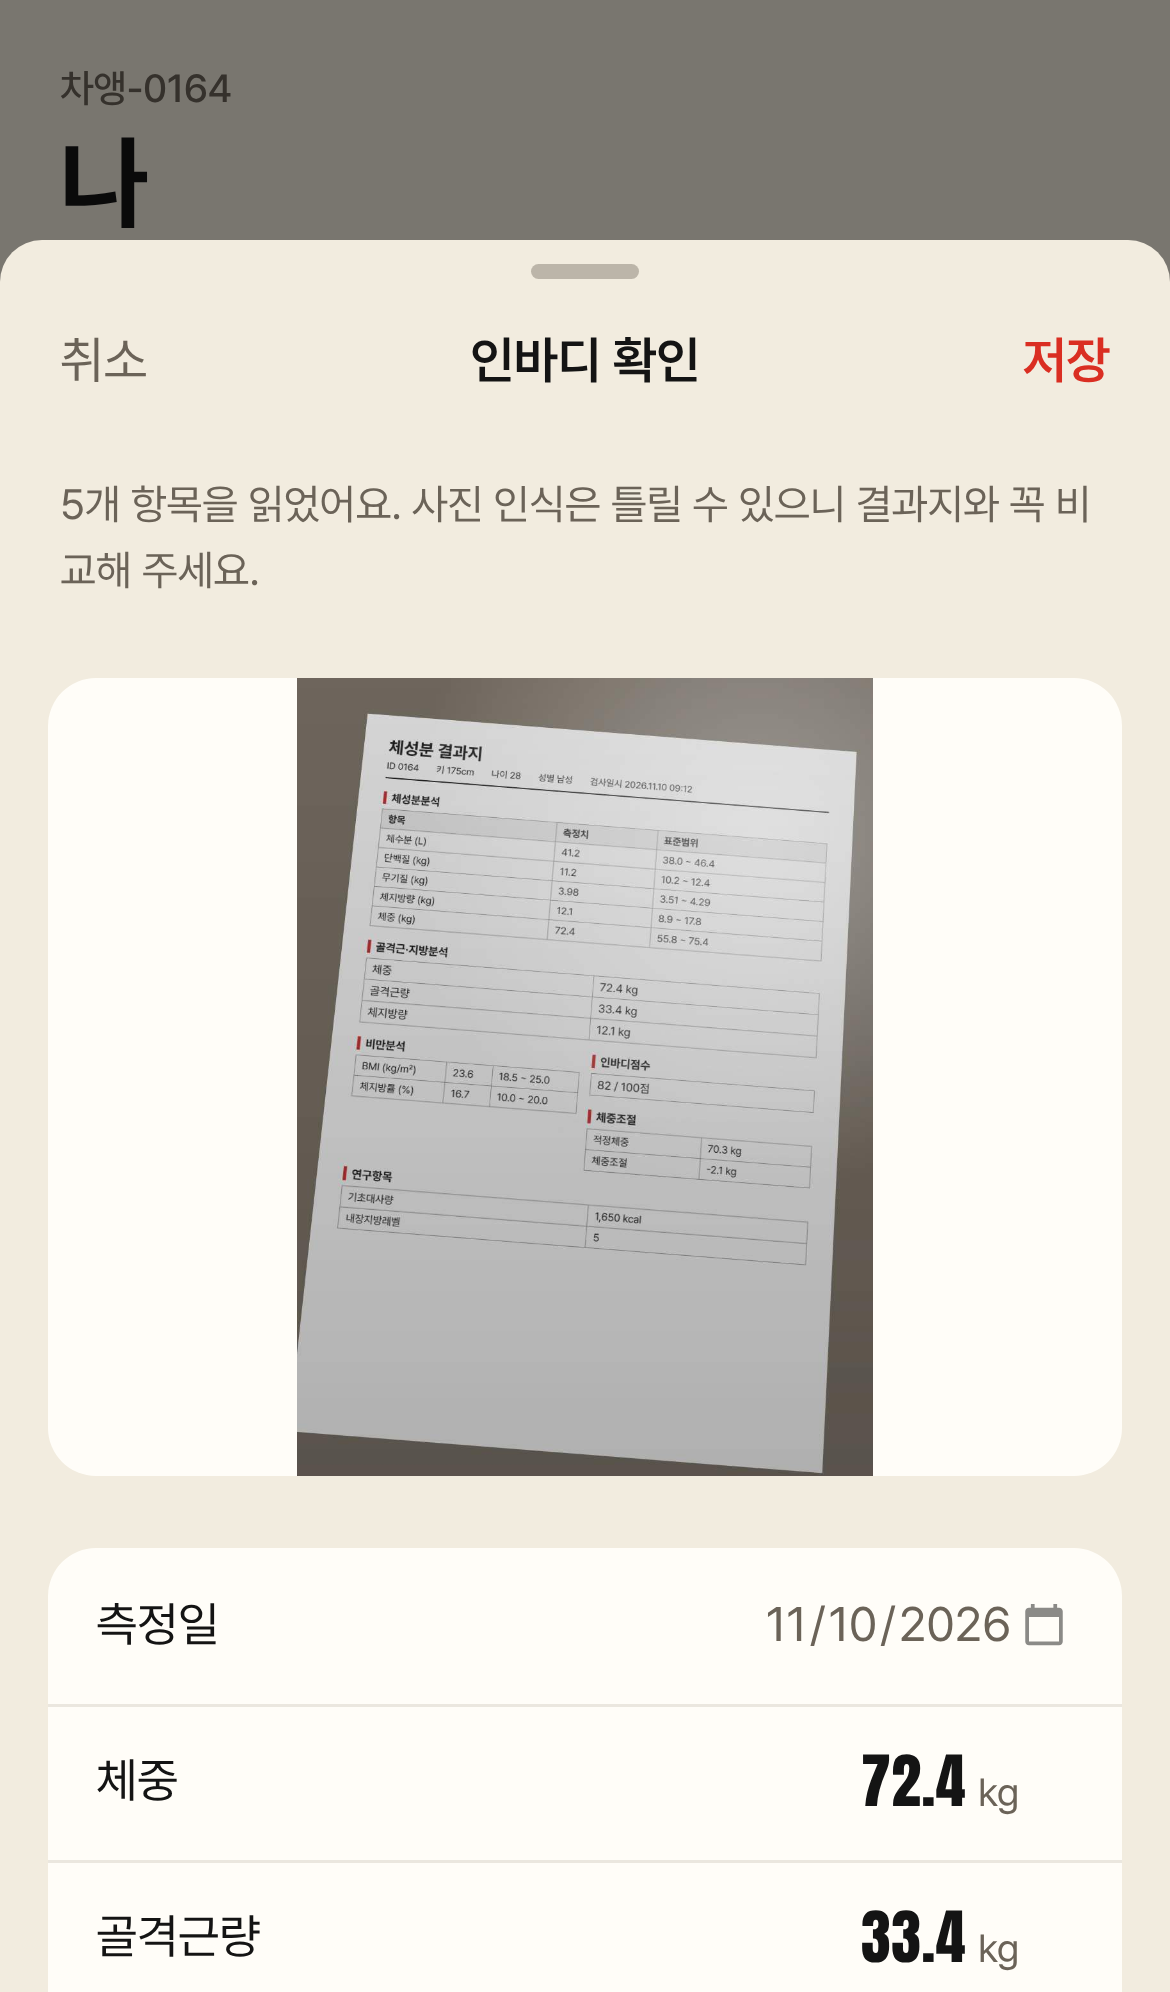 차앵-0164
나
취소
인바디 확인
저장
5개 항목을 읽었어요. 사진 인식은 틀릴 수 있으니 결과지와 꼭 비
교해 주세요.
체성분 결과지
ID 0164 키 175cm 나이 28 성별 남성 검사일시 2026.11.10 09:12
체성분분석
항목 측정치 표준범위
체수분 (L) 41.2 38.0 ~ 46.4
단백질 (kg) 11.2 10.2 ~ 12.4
무기질 (kg) 3.98 3.51 ~ 4.29
체지방량 (kg) 12.1 8.9 ~ 17.8
체중 (kg) 72.4 55.8 ~ 75.4
골격근·지방분석
체중 72.4 kg
골격근량 33.4 kg
체지방량 12.1 kg
비만분석
BMI (kg/m²) 23.6 18.5 ~ 25.0
체지방률 (%) 16.7 10.0 ~ 20.0
인바디점수
82 / 100점
체중조절
적정체중 70.3 kg
체중조절 -2.1 kg
연구항목
기초대사량 1,650 kcal
내장지방레벨 5
측정일 11/10/2026
체중 72.4 kg
골격근량 33.4 kg